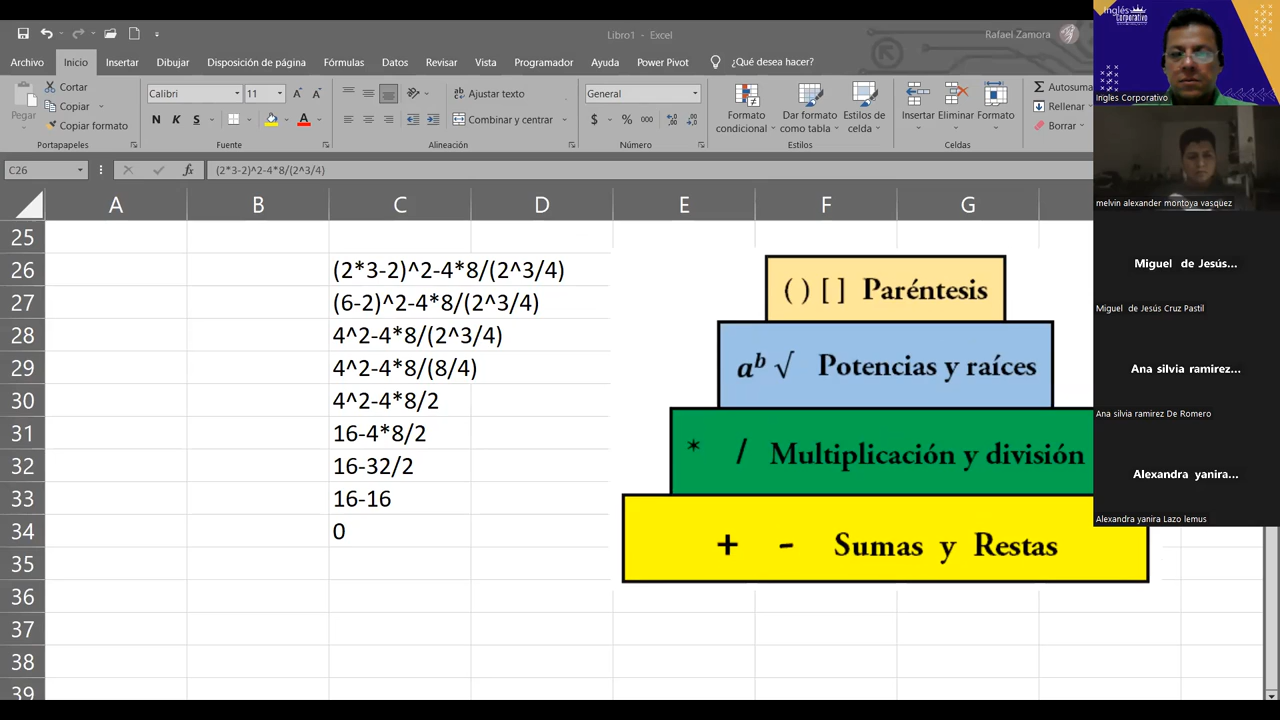 Libro1 - Excel
Rafael Zamora
Archivo Inicio Insertar Dibujar Disposición de página Fórmulas Datos Revisar Vista Programador Ayuda Power Pivot ¿Qué desea hacer?
Pegar
Cortar
Copiar
Copiar formato
Portapapeles
Calibri 11
N K S
Fuente
Ajustar texto
Combinar y centrar
Alineación
General
$ % 000
Número
Formato condicional
Dar formato como tabla
Estilos de celda
Estilos
Insertar Eliminar Formato
Celdas
Autosuma
Rellenar
Borrar
C26 fx (2*3-2)^2-4*8/(2^3/4)
A B C D E F G
25
26 (2*3-2)^2-4*8/(2^3/4)
27 (6-2)^2-4*8/(2^3/4)
28 4^2-4*8/(2^3/4)
29 4^2-4*8/(8/4)
30 4^2-4*8/2
31 16-4*8/2
32 16-32/2
33 16-16
34 0
35
36
37
38
39
( ) [ ] Paréntesis
a^b √ Potencias y raíces
* / Multiplicación y división
+ - Sumas y Restas
Inglés Corporativo
Ingles Corporativo
melvin alexander montoya vasquez
Miguel de Jesús...
Miguel de Jesús Cruz Pastil
Ana silvia ramirez...
Ana silvia ramirez De Romero
Alexandra yanira...
Alexandra yanira Lazo lemus